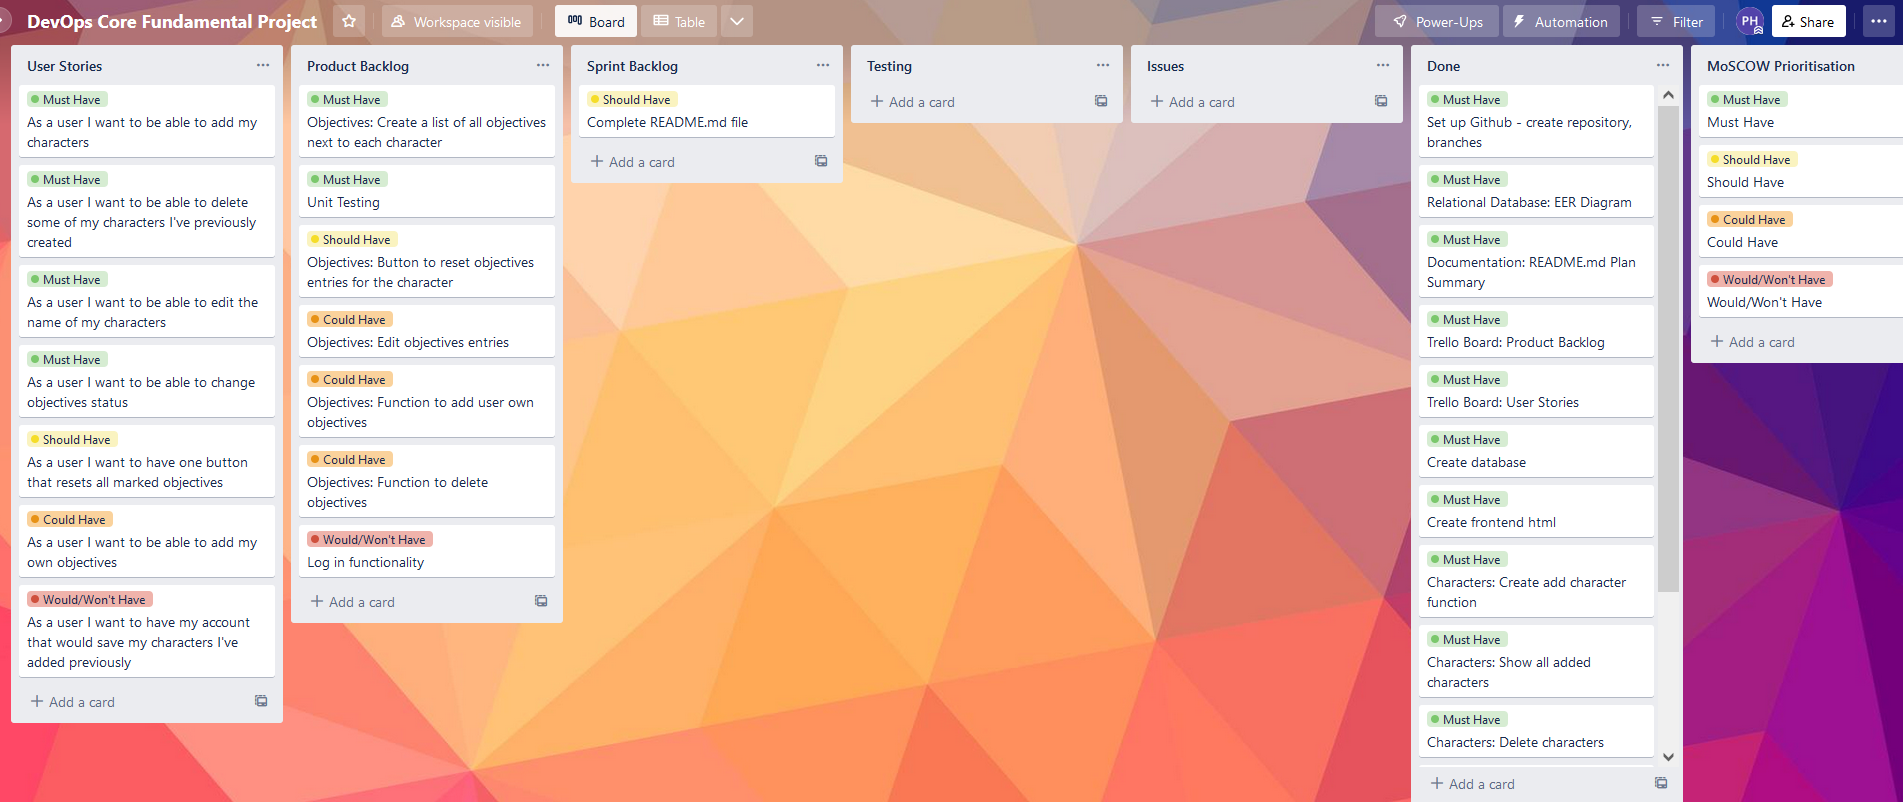 DevOps Core Fundamental Project
Workspace visible
Board
Table
Power-Ups
Automation
Filter
PH
Share
User Stories
Must Have
As a user I want to be able to add my
characters
Must Have
As a user I want to be able to delete
some of my characters I've previously
created
Must Have
As a user I want to be able to edit the
name of my characters
Must Have
As a user I want to be able to change
objectives status
Should Have
As a user I want to have one button
that resets all marked objectives
Could Have
As a user I want to be able to add my
own objectives
Would/Won't Have
As a user I want to have my account
that would save my characters I've
added previously
+ Add a card
Product Backlog
Must Have
Objectives: Create a list of all objectives
next to each character
Must Have
Unit Testing
Should Have
Objectives: Button to reset objectives
entries for the character
Could Have
Objectives: Edit objectives entries
Could Have
Objectives: Function to add user own
objectives
Could Have
Objectives: Function to delete
objectives
Would/Won't Have
Log in functionality
+ Add a card
Sprint Backlog
Should Have
Complete README.md file
+ Add a card
Testing
+ Add a card
Issues
+ Add a card
Done
Must Have
Set up Github - create repository,
branches
Must Have
Relational Database: EER Diagram
Must Have
Documentation: README.md Plan
Summary
Must Have
Trello Board: Product Backlog
Must Have
Trello Board: User Stories
Must Have
Create database
Must Have
Create frontend html
Must Have
Characters: Create add character
function
Must Have
Characters: Show all added
characters
Must Have
Characters: Delete characters
+ Add a card
MoSCOW Prioritisation
Must Have
Must Have
Should Have
Should Have
Could Have
Could Have
Would/Won't Have
Would/Won't Have
+ Add a card